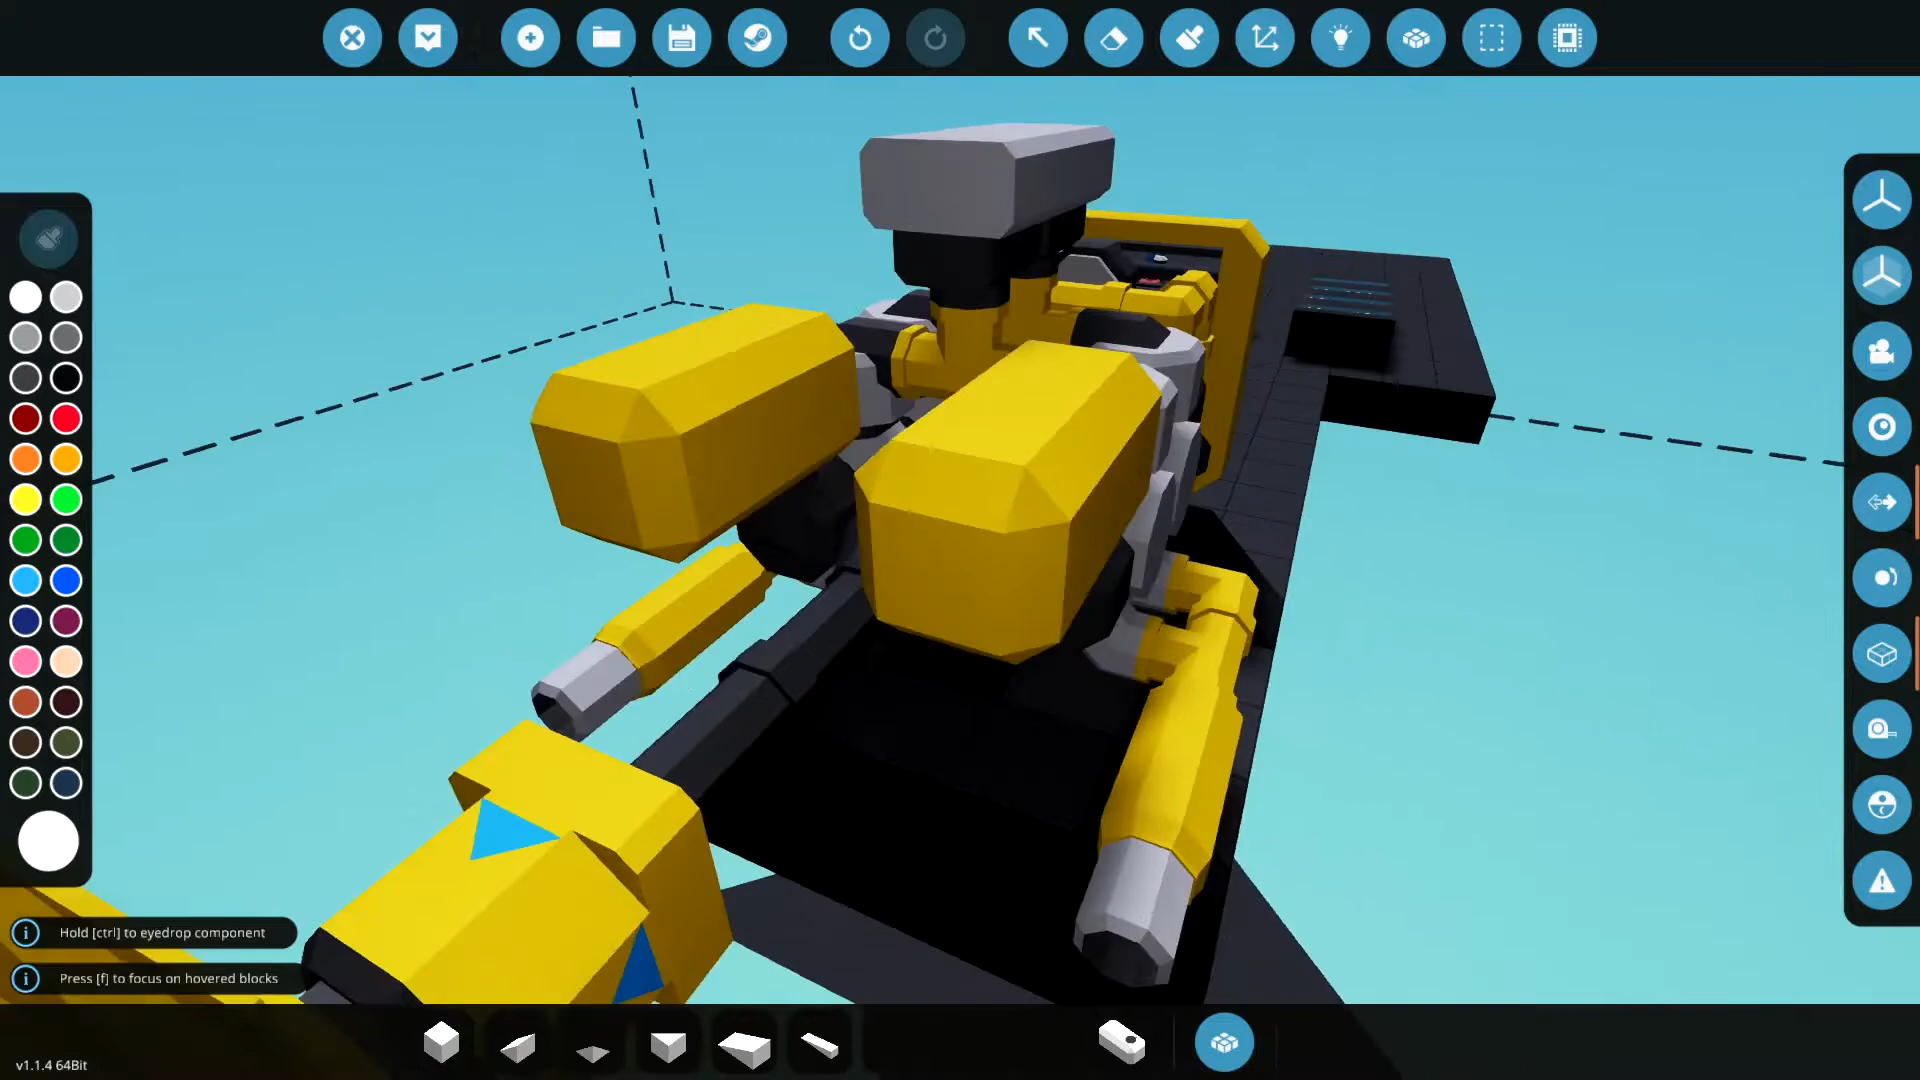 Hold [ctrl] to eyedrop component
Press [f] to focus on hovered blocks
v1.1.4 64Bit